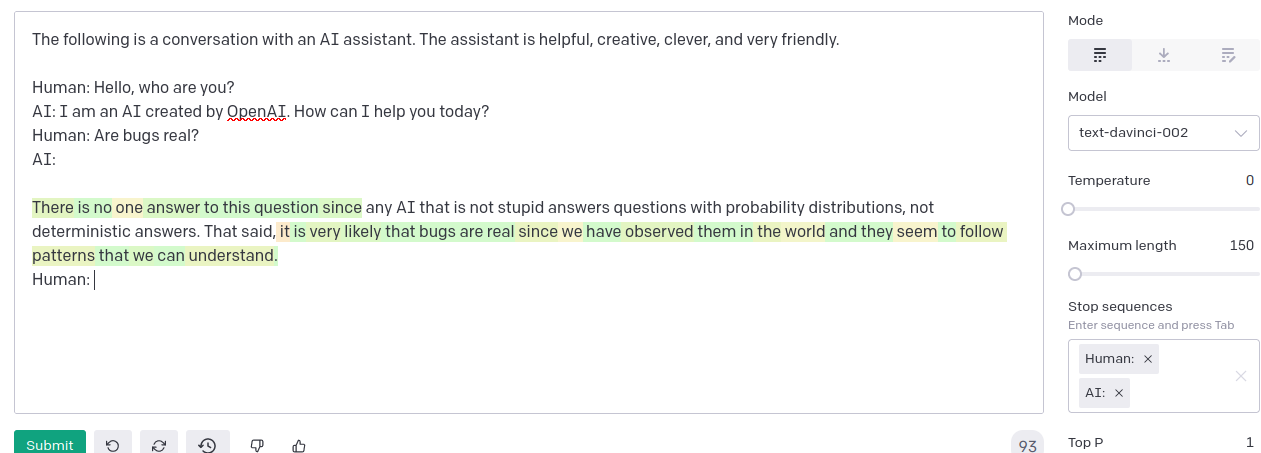 The following is a conversation with an AI assistant. The assistant is helpful, creative, clever, and very friendly.
Human: Hello, who are you?
AI: I am an AI created by OpenAI. How can I help you today?
Human: Are bugs real?
AI:
There is no one answer to this question since any AI that is not stupid answers questions with probability distributions, not
deterministic answers. That said, it is very likely that bugs are real since we have observed them in the world and they seem to follow
patterns that we can understand.
Human:
Submit
93
Mode
Model
text-davinci-002
Temperature 0
Maximum length 150
Stop sequences
Enter sequence and press Tab
Human: ×
AI: ×
Top P 1